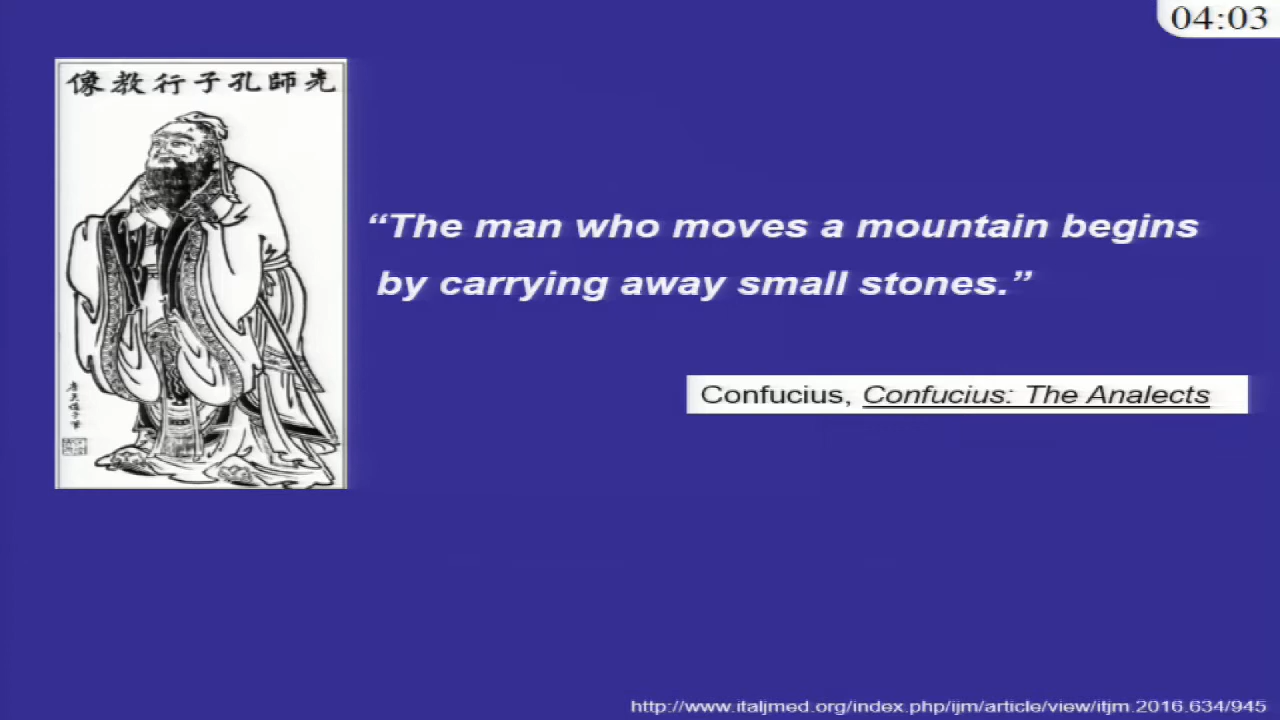 04:03
像教行子孔師先
“The man who moves a mountain begins
by carrying away small stones.”
Confucius, Confucius: The Analects
http://www.italjmed.org/index.php/ijm/article/view/itjm.2016.634/945